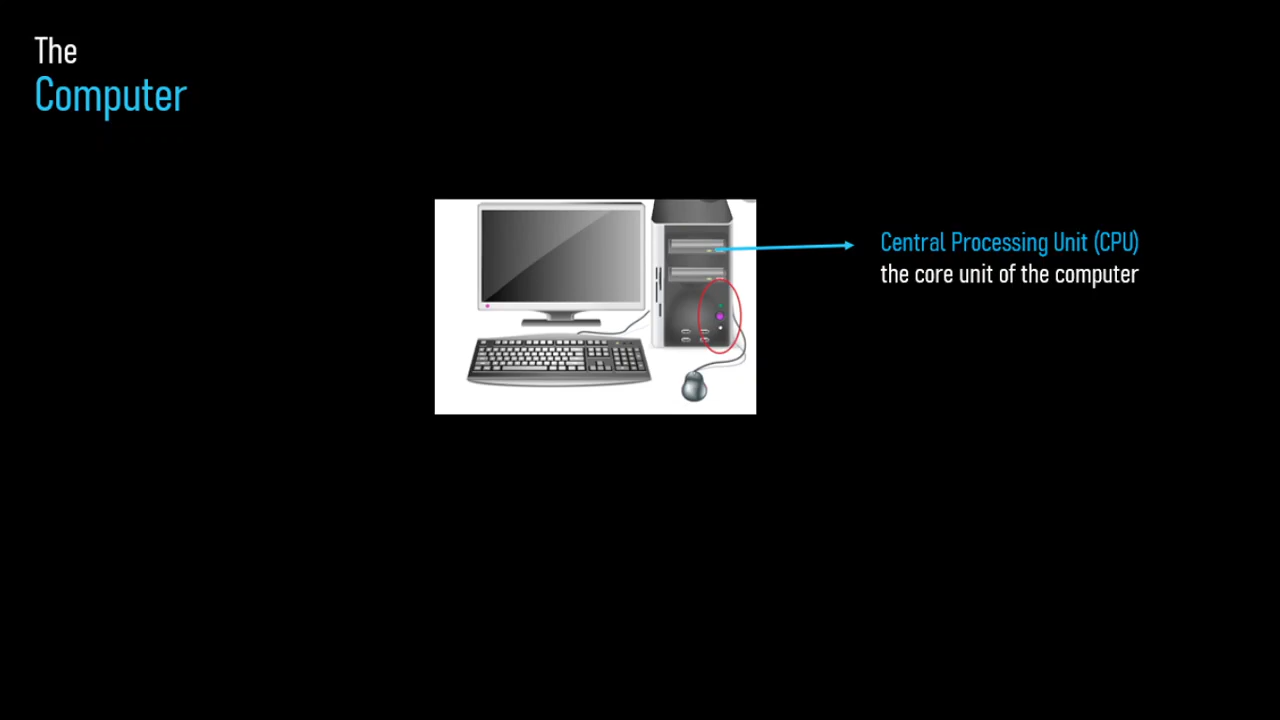 The
Computer
Central Processing Unit (CPU)
the core unit of the computer